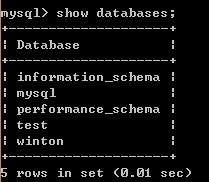 mysql> show databases;
+--------------------+
| Database           |
+--------------------+
| information_schema |
| mysql              |
| performance_schema |
| test               |
| winton             |
+--------------------+
5 rows in set (0.01 sec)